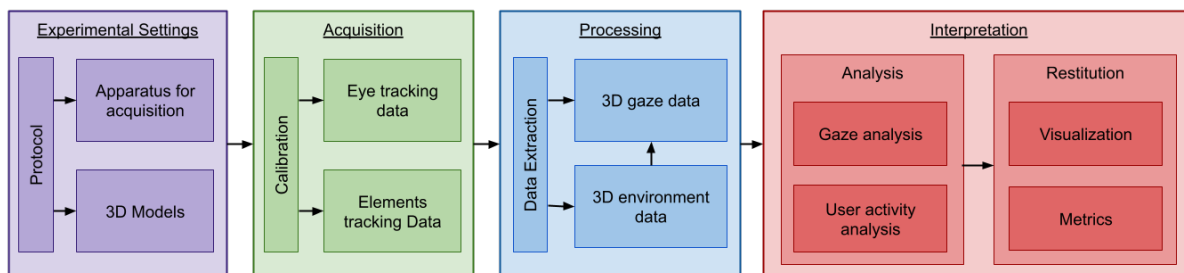 Experimental Settings
Protocol
Apparatus for
acquisition
3D Models
Acquisition
Calibration
Eye tracking
data
Elements
tracking Data
Processing
Data Extraction
3D gaze data
3D environment
data
Interpretation
Analysis
Gaze analysis
User activity
analysis
Restitution
Visualization
Metrics